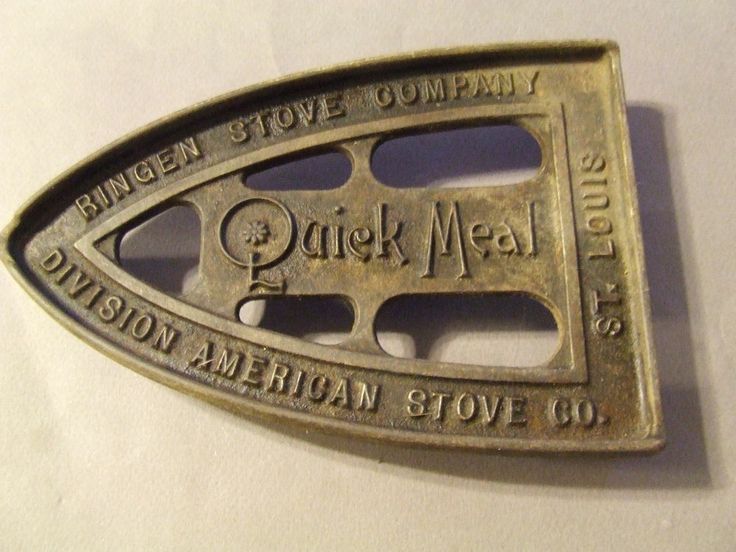 RINGEN STOVE COMPANY
Quick Meal
DIVISION AMERICAN STOVE CO.
ST. LOUIS